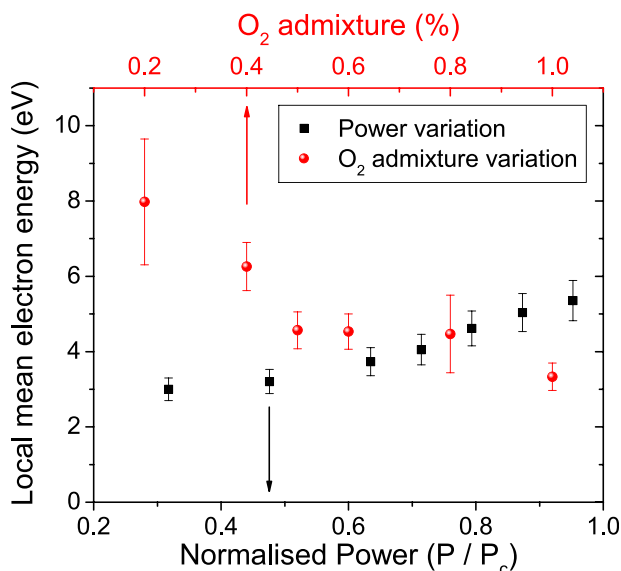 O₂ admixture (%)
0.2 0.4 0.6 0.8 1.0
Local mean electron energy (eV)
10
8
6
4
2
0
Power variation
O₂ admixture variation
0.2 0.4 0.6 0.8 1.0
Normalised Power (P / P_c)